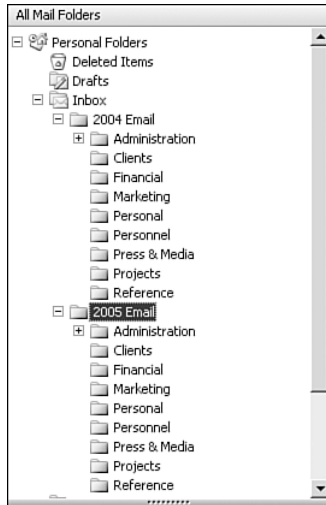 All Mail Folders
Personal Folders
Deleted Items
Drafts
Inbox
2004 Email
Administration
Clients
Financial
Marketing
Personal
Personnel
Press & Media
Projects
Reference
2005 Email
Administration
Clients
Financial
Marketing
Personal
Personnel
Press & Media
Projects
Reference